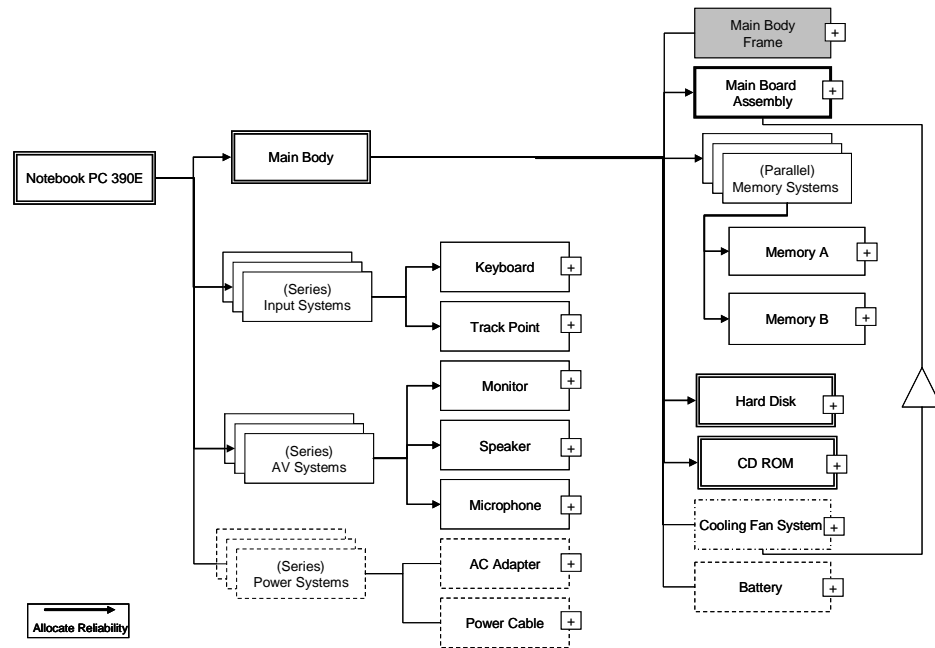 Notebook PC 390E
Main Body
(Series)
Input Systems
Keyboard
+
Track Point
+
(Series)
AV Systems
Monitor
+
Speaker
+
Microphone
+
(Series)
Power Systems
AC Adapter
+
Power Cable
+
Main Body
Frame
+
Main Board
Assembly
+
(Parallel)
Memory Systems
Memory A
+
Memory B
+
Hard Disk
+
CD ROM
+
Cooling Fan System
+
Battery
+
Allocate Reliability